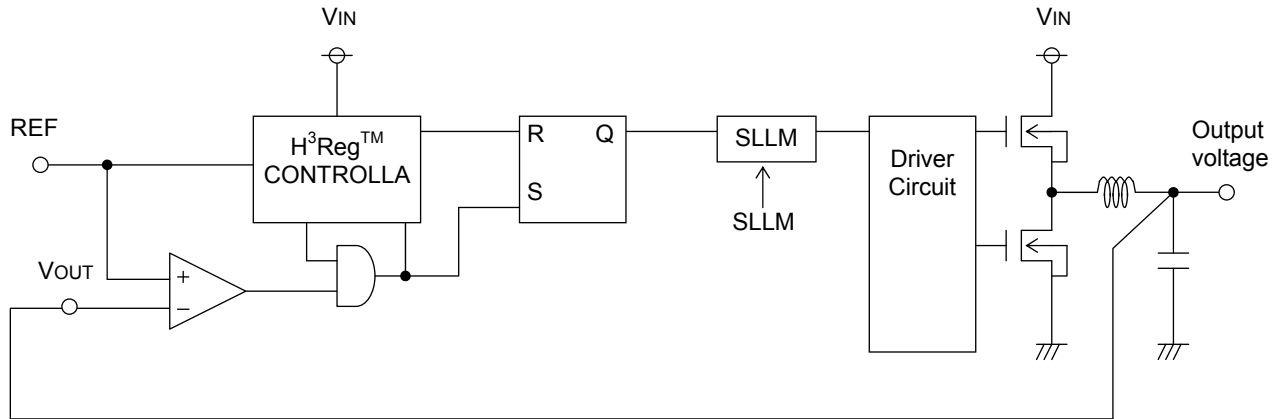 VIN
VIN
REF
H³Reg™
CONTROLLA
R
Q
S
SLLM
SLLM
Driver
Circuit
Output
voltage
VOUT
+
−